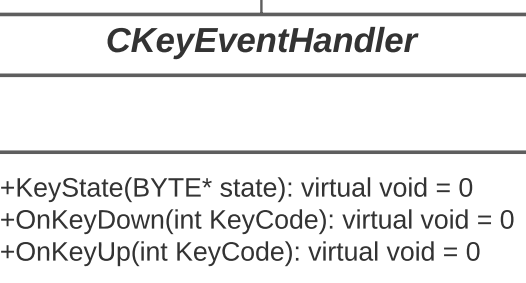 CKeyEventHandler
+KeyState(BYTE* state): virtual void = 0
+OnKeyDown(int KeyCode): virtual void = 0
+OnKeyUp(int KeyCode): virtual void = 0